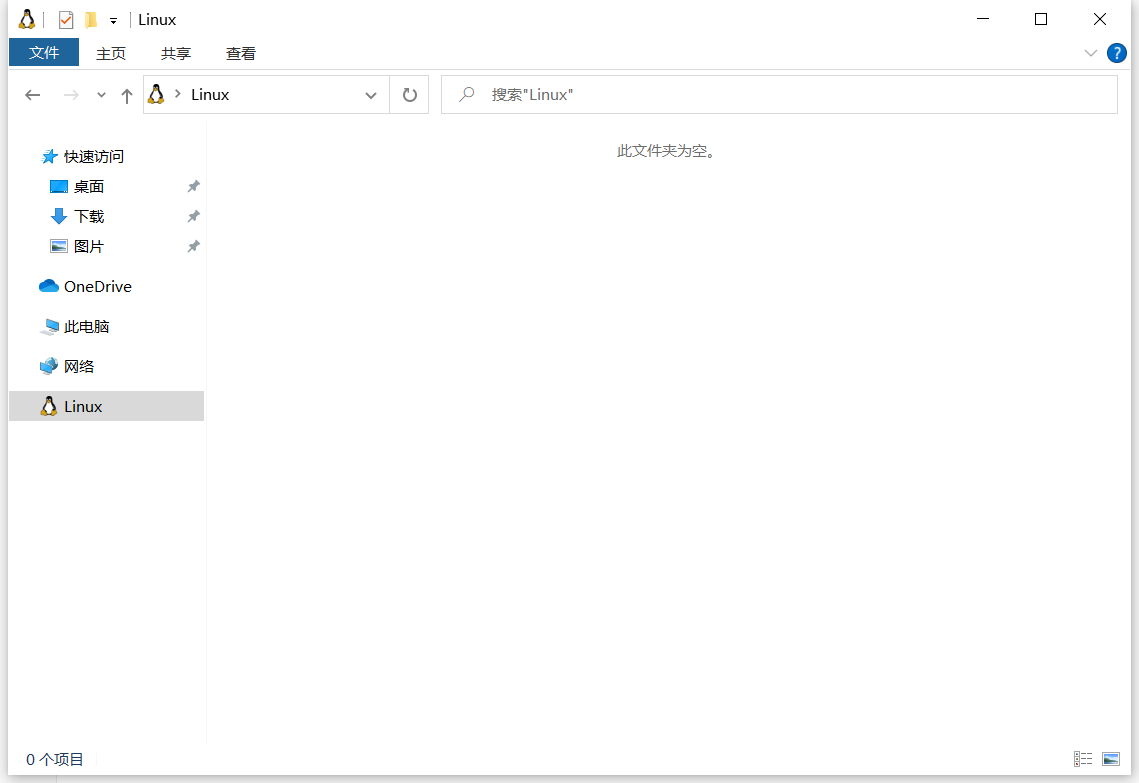 Linux
文件 主页 共享 查看
Linux 搜索"Linux"
此文件夹为空。
快速访问
桌面
下载
图片
OneDrive
此电脑
网络
Linux
0 个项目